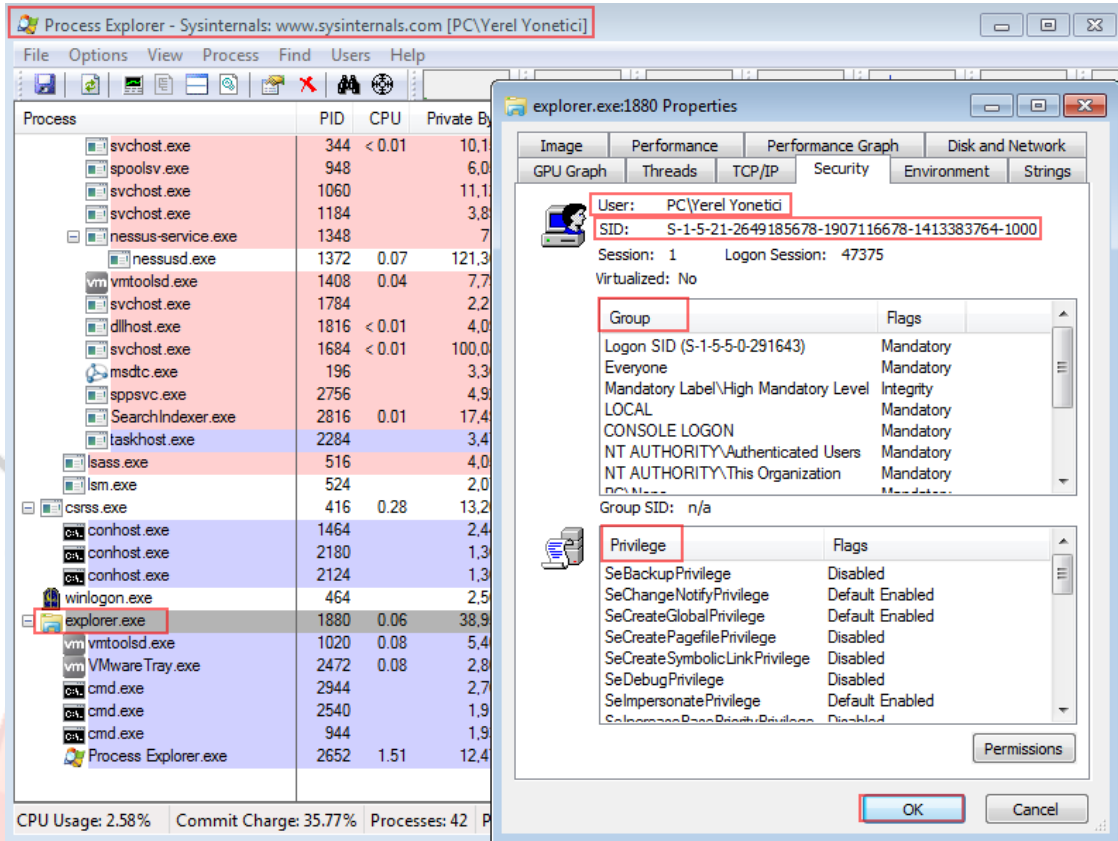 Process Explorer - Sysinternals: www.sysinternals.com [PC\Yerel Yonetici]
File Options View Process Find Users Help
Process PID CPU Private
svchost.exe 344 < 0.01
spoolsv.exe 948
svchost.exe 1060
svchost.exe 1184
nessus-service.exe 1348
nessusd.exe 1372 0.07
vmtoolsd.exe 1408 0.04
svchost.exe 1784
dllhost.exe 1816 < 0.01
svchost.exe 1684 < 0.01
msdtc.exe 196
sppsvc.exe 2756
SearchIndexer.exe 2816 0.01
taskhost.exe 2284
lsass.exe 516
lsm.exe 524
csrss.exe 416 0.28
conhost.exe 1464
conhost.exe 2180
conhost.exe 2124
winlogon.exe 464
explorer.exe 1880 0.06
vmtoolsd.exe 1020 0.08
VMwareTray.exe 2472 0.08
cmd.exe 2944
cmd.exe 2540
cmd.exe 944
Process Explorer.exe 2652 1.51
CPU Usage: 2.58% Commit Charge: 35.77% Processes: 42
explorer.exe:1880 Properties
Image Performance Performance Graph Disk and Network
GPU Graph Threads TCP/IP Security Environment Strings
User: PC\Yerel Yonetici
SID: S-1-5-21-2649185678-1907116678-1413383764-1000
Session: 1 Logon Session: 47375
Virtualized: No
Group Flags
Logon SID (S-1-5-5-0-291643) Mandatory
Everyone Mandatory
Mandatory Label\High Mandatory Level Integrity
LOCAL Mandatory
CONSOLE LOGON Mandatory
NT AUTHORITY\Authenticated Users Mandatory
NT AUTHORITY\This Organization Mandatory
Group SID: n/a
Privilege Flags
SeBackupPrivilege Disabled
SeChangeNotifyPrivilege Default Enabled
SeCreateGlobalPrivilege Default Enabled
SeCreatePagefilePrivilege Disabled
SeCreateSymbolicLinkPrivilege Disabled
SeDebugPrivilege Disabled
SeImpersonatePrivilege Default Enabled
Permissions
OK Cancel